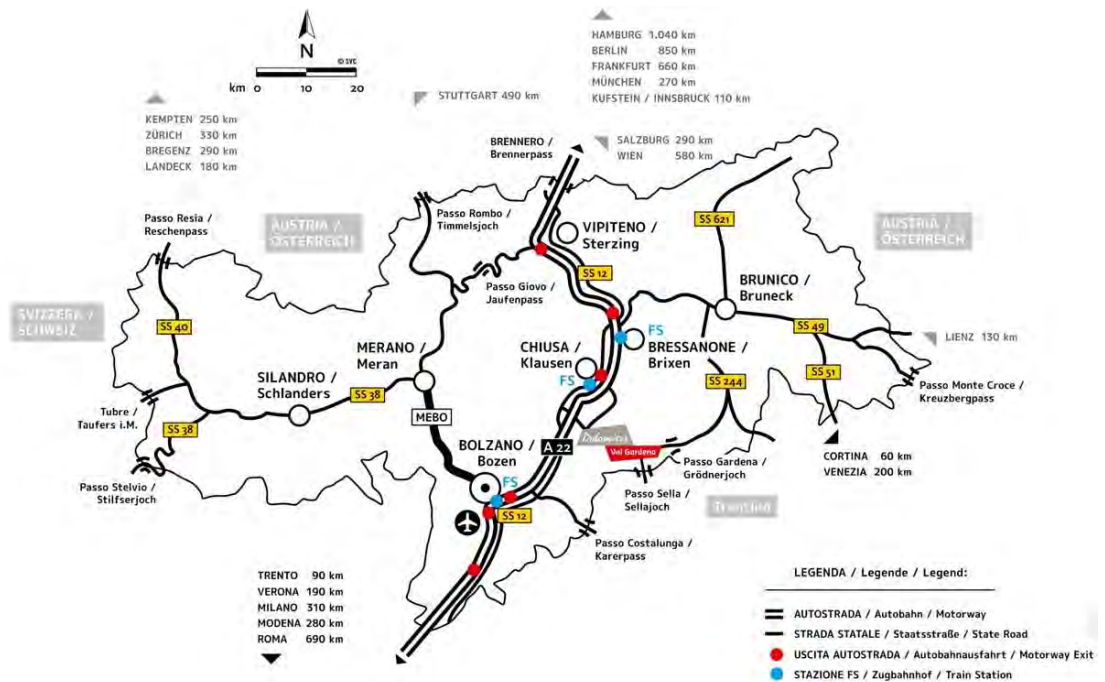 N
© SVE
km 0 10 20
HAMBURG 1.040 km
BERLIN 850 km
FRANKFURT 660 km
MÜNCHEN 270 km
KUFSTEIN / INNSBRUCK 110 km
STUTTGART 490 km
KEMPTEN 250 km
ZÜRICH 330 km
BREGENZ 290 km
LANDECK 180 km
BRENNERO /
Brennerpass
SALZBURG 290 km
WIEN 580 km
Passo Resia /
Reschenpass
AUSTRIA /
ÖSTERREICH
Passo Rombo /
Timmelsjoch
VIPITENO /
Sterzing
SS 621
AUSTRIA /
ÖSTERREICH
SS 12
Passo Giovo /
Jaufenpass
BRUNICO /
Bruneck
SVIZZERA /
SCHWEIZ
SS 40
FS
BRESSANONE /
Brixen
SS 49
LIENZ 130 km
MERANO /
Meran
CHIUSA /
Klausen
FS
SILANDRO /
Schlanders
SS 38
SS 244
SS 51
Passo Monte Croce /
Kreuzbergpass
Tubre /
Taufers i.M.
SS 38
MEBO
BOLZANO /
Bozen
A 22
Dolomites
Val Gardena
FS
Passo Gardena /
Grödnerjoch
CORTINA 60 km
VENEZIA 200 km
Passo Stelvio /
Stilfserjoch
Passo Sella /
Sellajoch
Trentino
SS 12
Passo Costalunga /
Karerpass
TRENTO 90 km
VERONA 190 km
MILANO 310 km
MODENA 280 km
ROMA 690 km
LEGENDA / Legende / Legend:
AUTOSTRADA / Autobahn / Motorway
STRADA STATALE / Staatsstraße / State Road
USCITA AUTOSTRADA / Autobahnausfahrt / Motorway Exit
STAZIONE FS / Zugbahnhof / Train Station